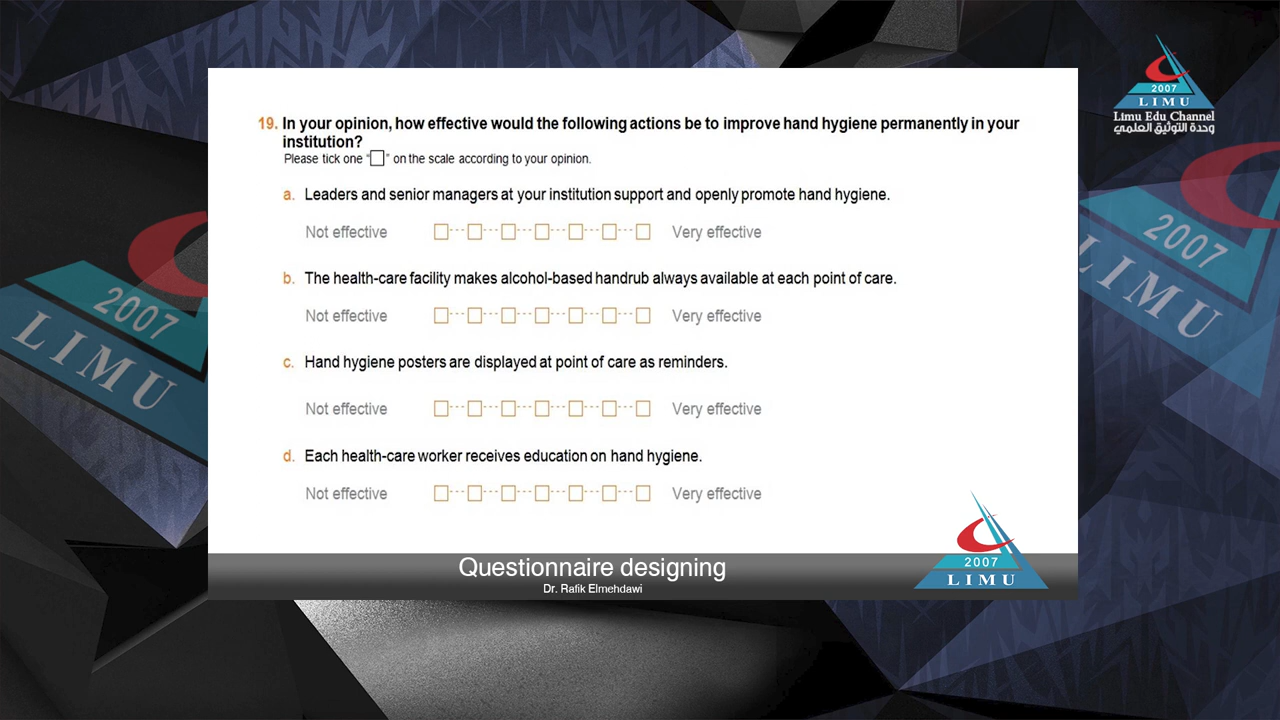 2007
LIMU
Limu Edu Channel
وحدة التوثيق العلمي
19. In your opinion, how effective would the following actions be to improve hand hygiene permanently in your
institution?
Please tick one "☐" on the scale according to your opinion.
a. Leaders and senior managers at your institution support and openly promote hand hygiene.
Not effective ☐---☐---☐---☐---☐---☐---☐ Very effective
b. The health-care facility makes alcohol-based handrub always available at each point of care.
Not effective ☐---☐---☐---☐---☐---☐---☐ Very effective
c. Hand hygiene posters are displayed at point of care as reminders.
Not effective ☐---☐---☐---☐---☐---☐---☐ Very effective
d. Each health-care worker receives education on hand hygiene.
Not effective ☐---☐---☐---☐---☐---☐---☐ Very effective
2007
LIMU
2007
LIMU
Questionnaire designing
Dr. Rafik Elmehdawi
2007
LIMU